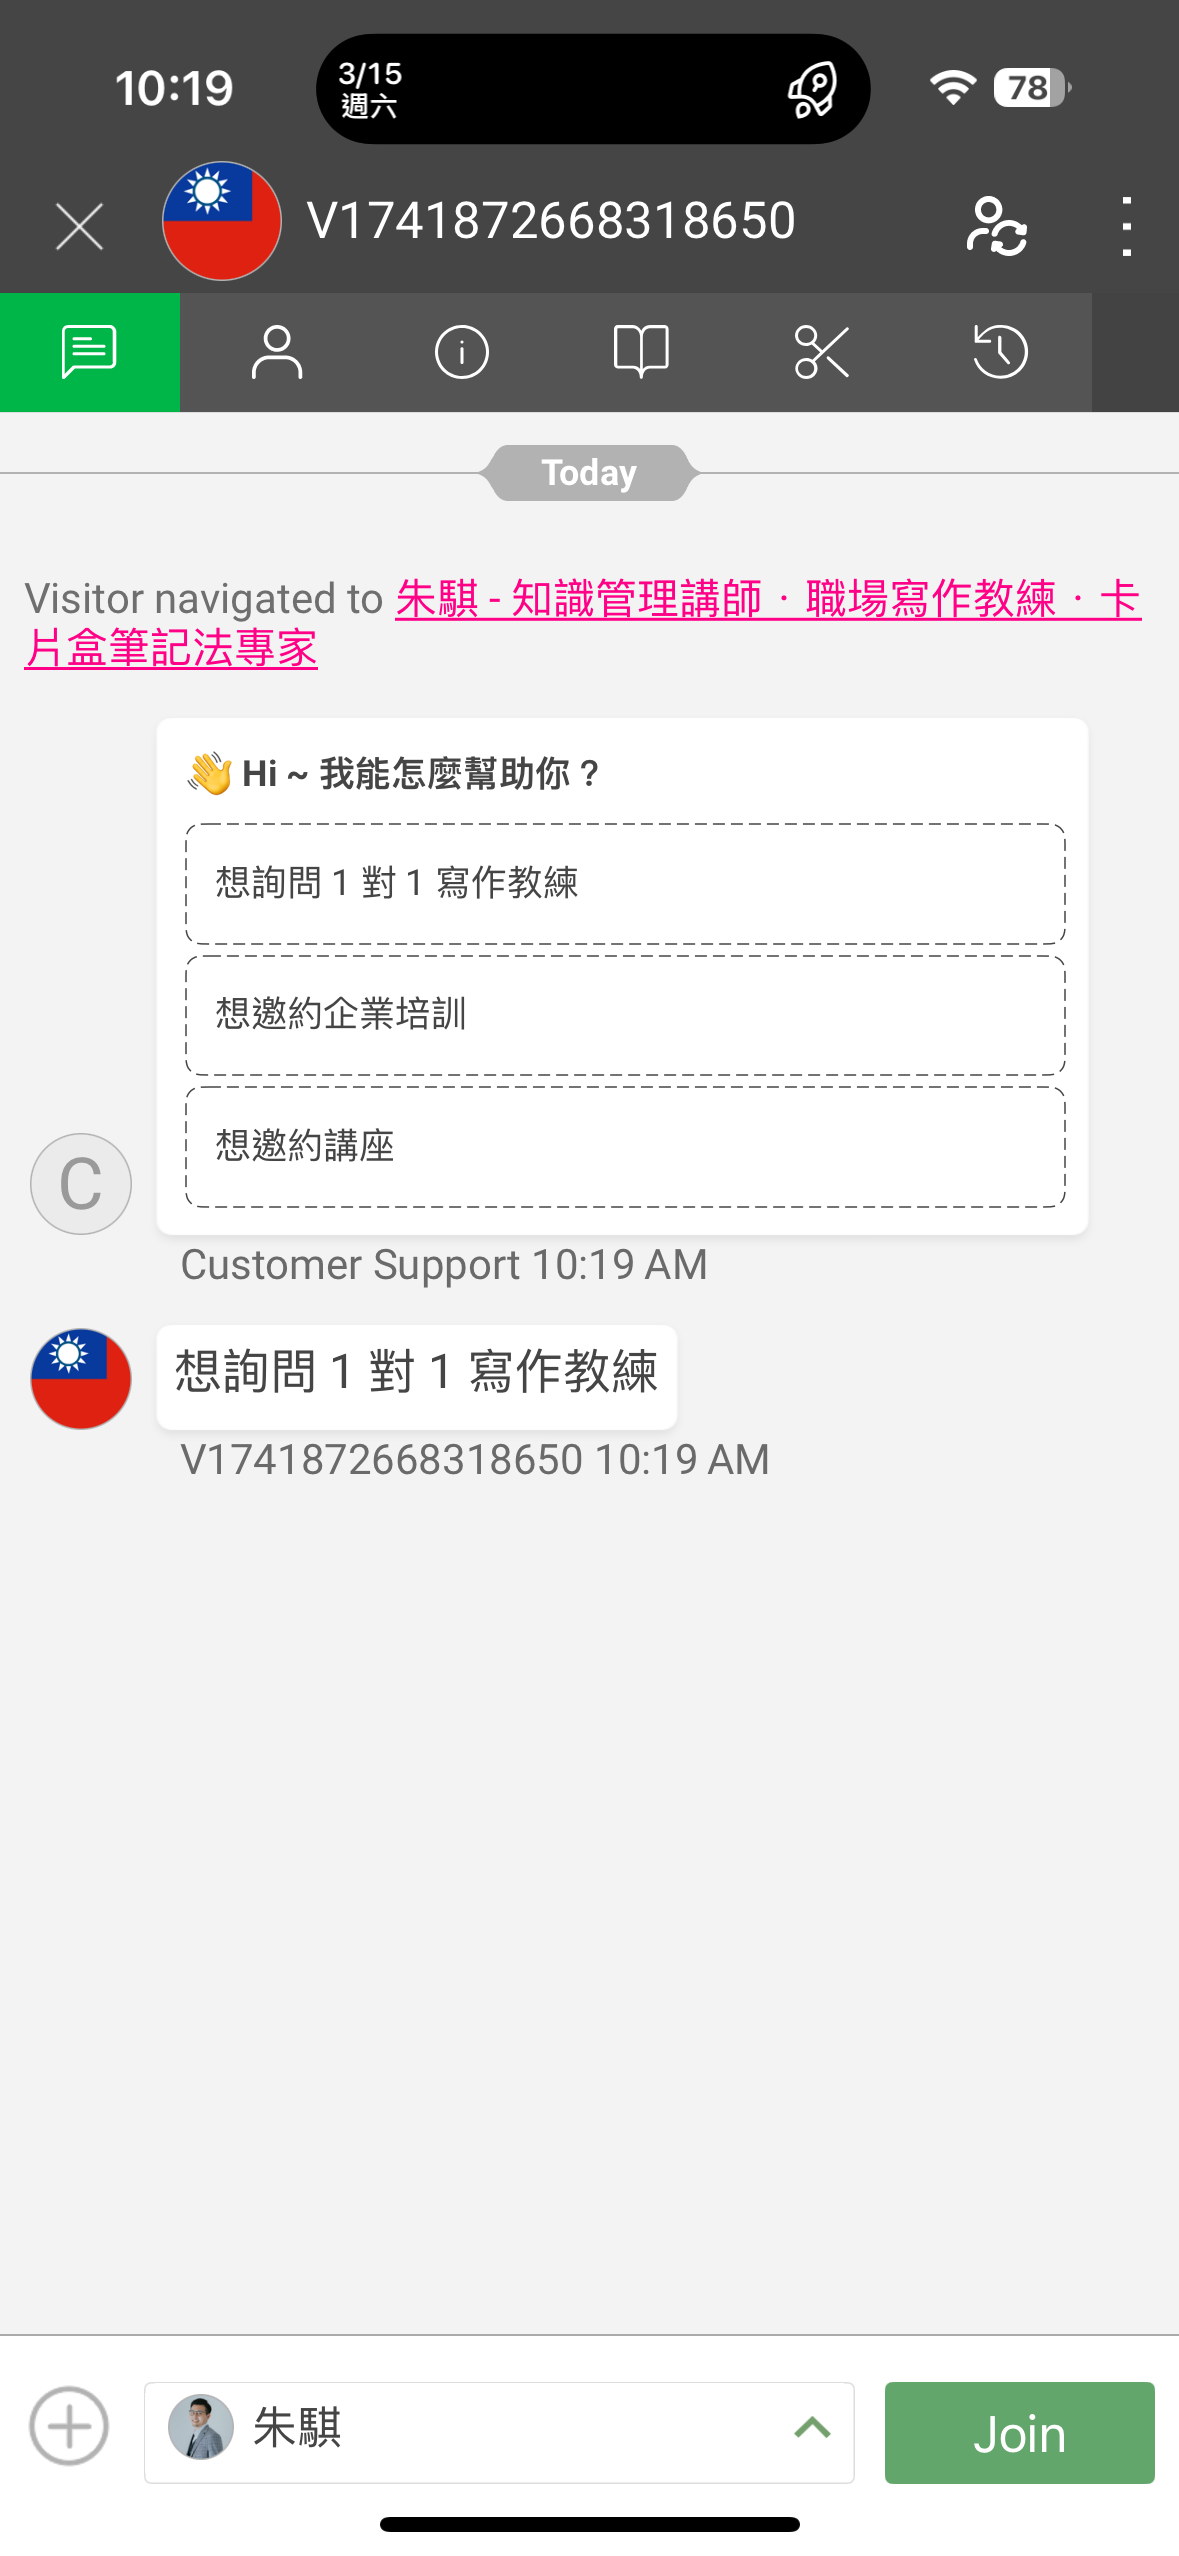 10:19
3/15
週六
78
V1741872668318650
Today
Visitor navigated to 朱騏 - 知識管理講師・職場寫作教練・卡
片盒筆記法專家
👋 Hi ~ 我能怎麼幫助你？
想詢問 1 對 1 寫作教練
想邀約企業培訓
想邀約講座
C
Customer Support 10:19 AM
想詢問 1 對 1 寫作教練
V1741872668318650 10:19 AM
朱騏
Join